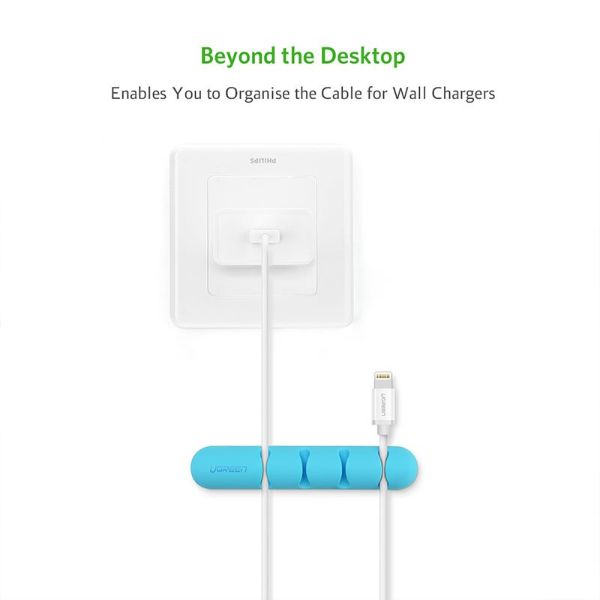 Beyond the Desktop
Enables You to Organise the Cable for Wall Chargers
PHILIPS
UGREEN
UGREEN